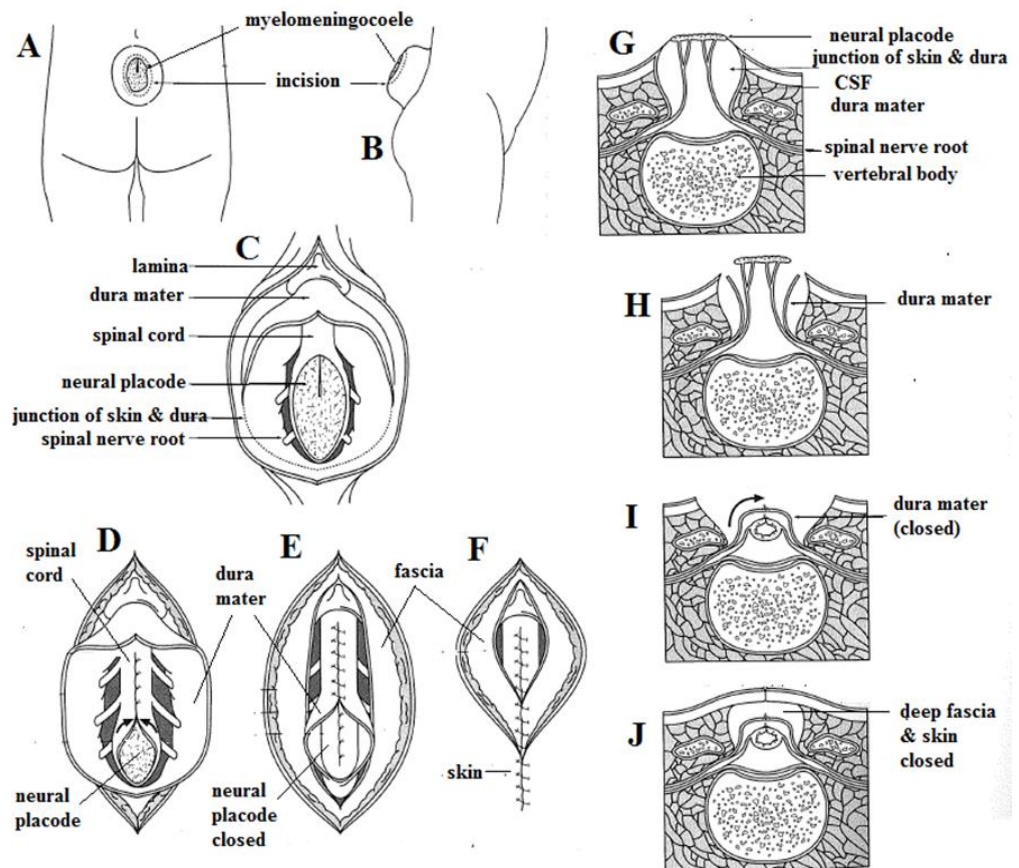 A
myelomeningocoele
incision
B
C
lamina
dura mater
spinal cord
neural placode
junction of skin & dura
spinal nerve root
D
spinal
cord
neural
placode
E
dura
mater
neural
placode
closed
F
fascia
skin
G
neural placode
junction of skin & dura
CSF
dura mater
spinal nerve root
vertebral body
H
dura mater
I
dura mater
(closed)
J
deep fascia
& skin
closed